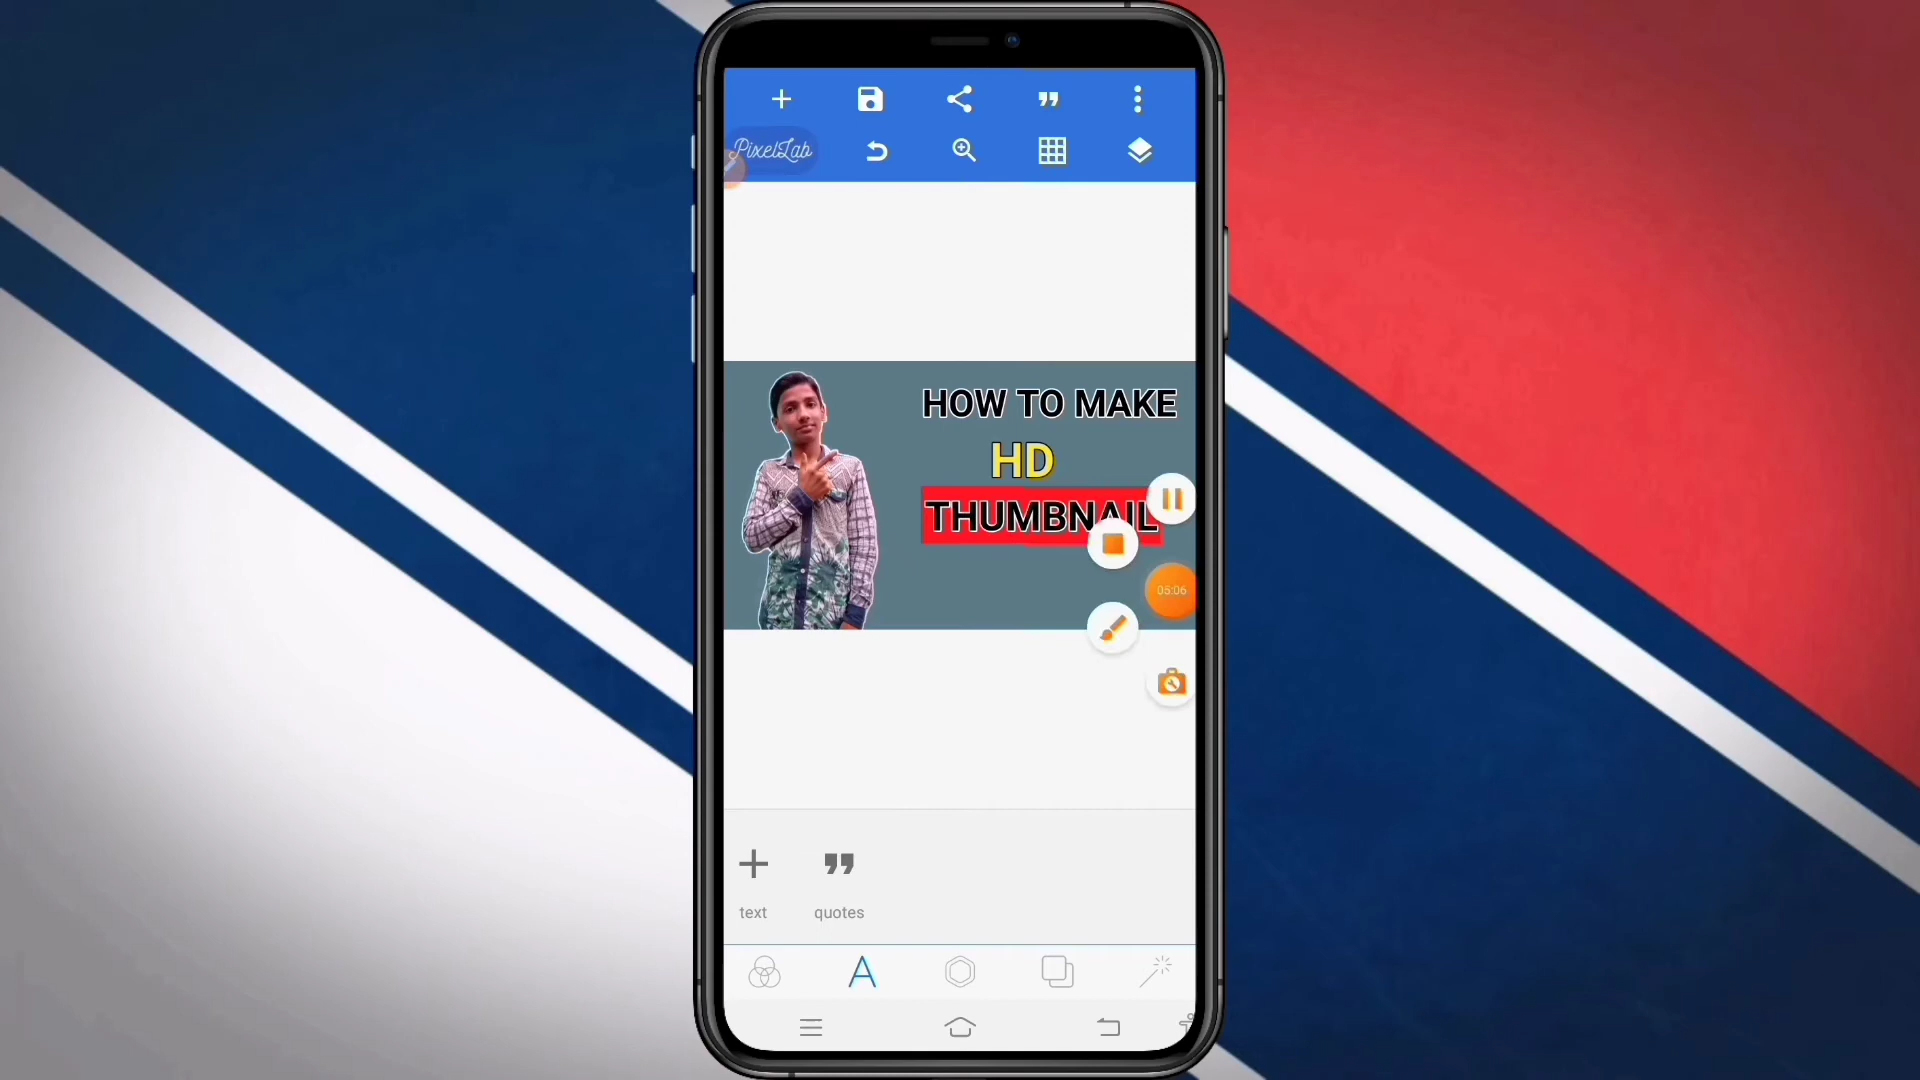 PixelLab
HOW TO MAKE
HD
THUMBNAIL
05:06
text
quotes